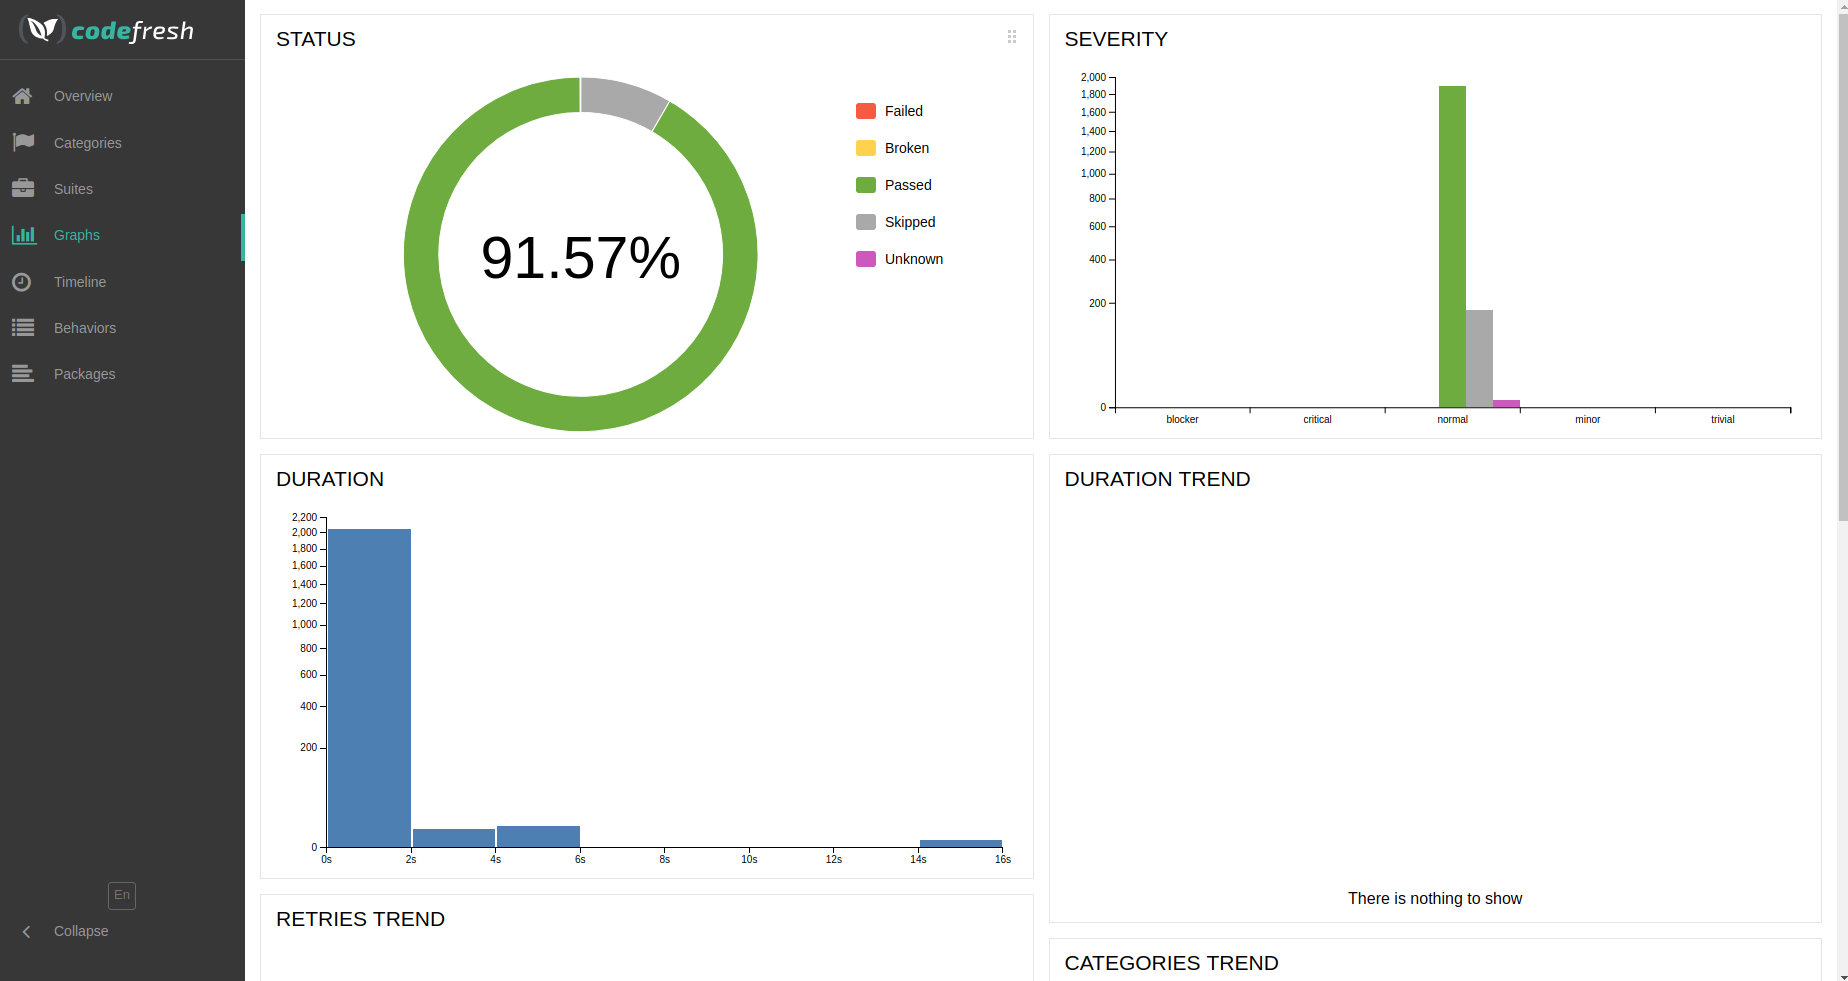 codefresh
Overview
Categories
Suites
Graphs
Timeline
Behaviors
Packages
En
Collapse
STATUS
91.57%
Failed
Broken
Passed
Skipped
Unknown
SEVERITY
2,000
1,800
1,600
1,400
1,200
1,000
800
600
400
200
0
blocker critical normal minor trivial
DURATION
2,200
2,000
1,800
1,600
1,400
1,200
1,000
800
600
400
200
0
0s 2s 4s 6s 8s 10s 12s 14s 16s
DURATION TREND
There is nothing to show
RETRIES TREND
CATEGORIES TREND